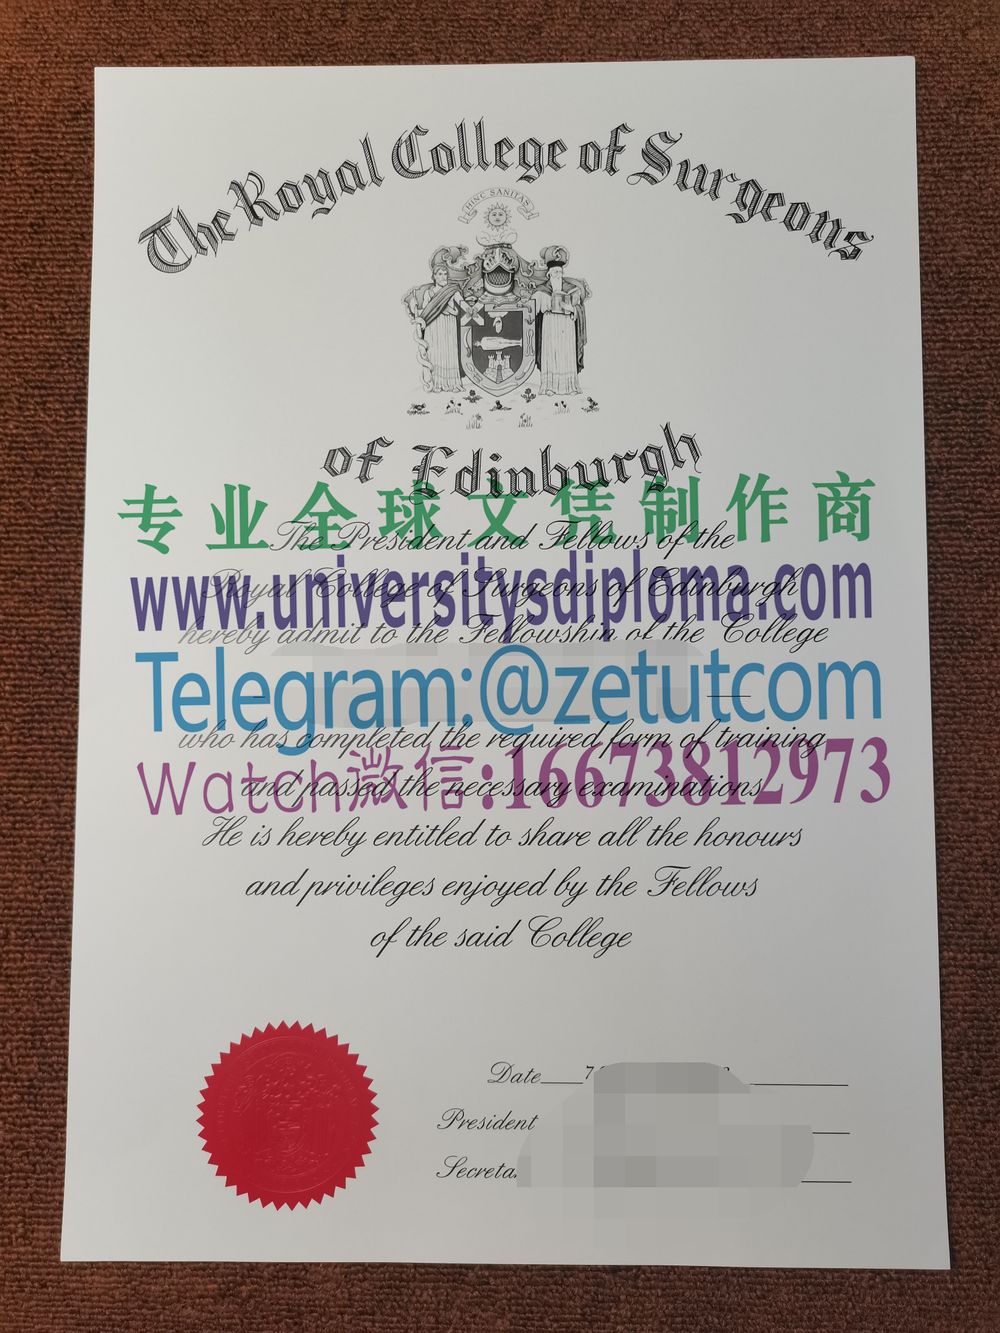 The Royal College of Surgeons
HINC SANITAS
of Edinburgh
专业全球文凭制作商
The President and Fellows of the
www.universitysdiploma.com
Royal College of Surgeons of Edinburgh
hereby admit to the Fellowship of the College
Telegram:@zetutcom
who has completed the required form of training
Watch微信:16673812973
and passed the necessary examinations
He is hereby entitled to share all the honours
and privileges enjoyed by the Fellows
of the said College
Date
President